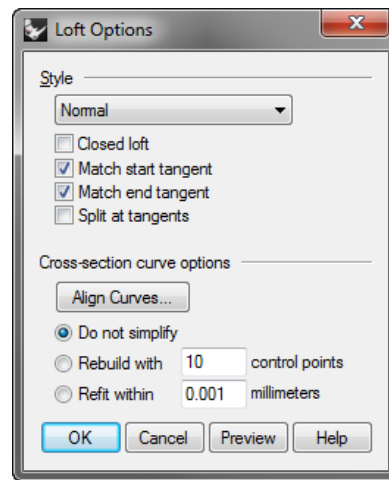 Loft Options
Style
Normal
Closed loft
Match start tangent
Match end tangent
Split at tangents
Cross-section curve options
Align Curves...
Do not simplify
Rebuild with 10 control points
Refit within 0.001 millimeters
OK Cancel Preview Help